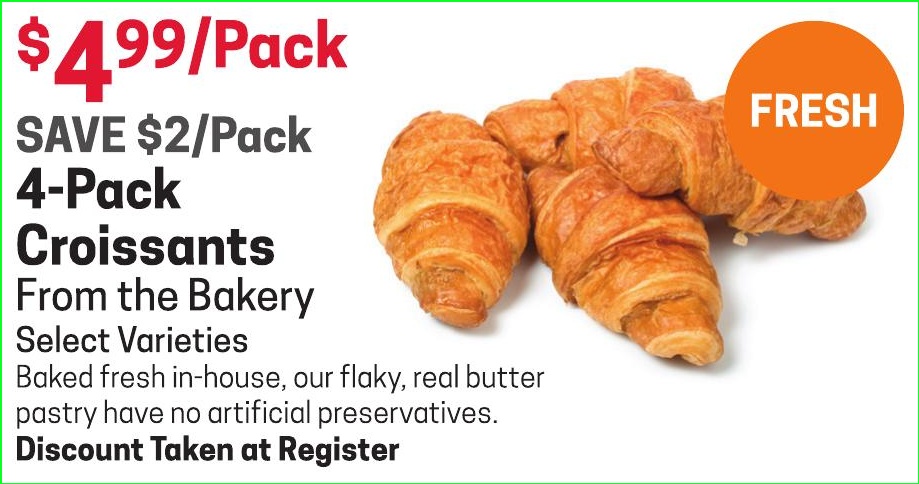 $4.99/Pack
SAVE $2/Pack
4-Pack
Croissants
From the Bakery
Select Varieties
Baked fresh in-house, our flaky, real butter
pastry have no artificial preservatives.
Discount Taken at Register
FRESH